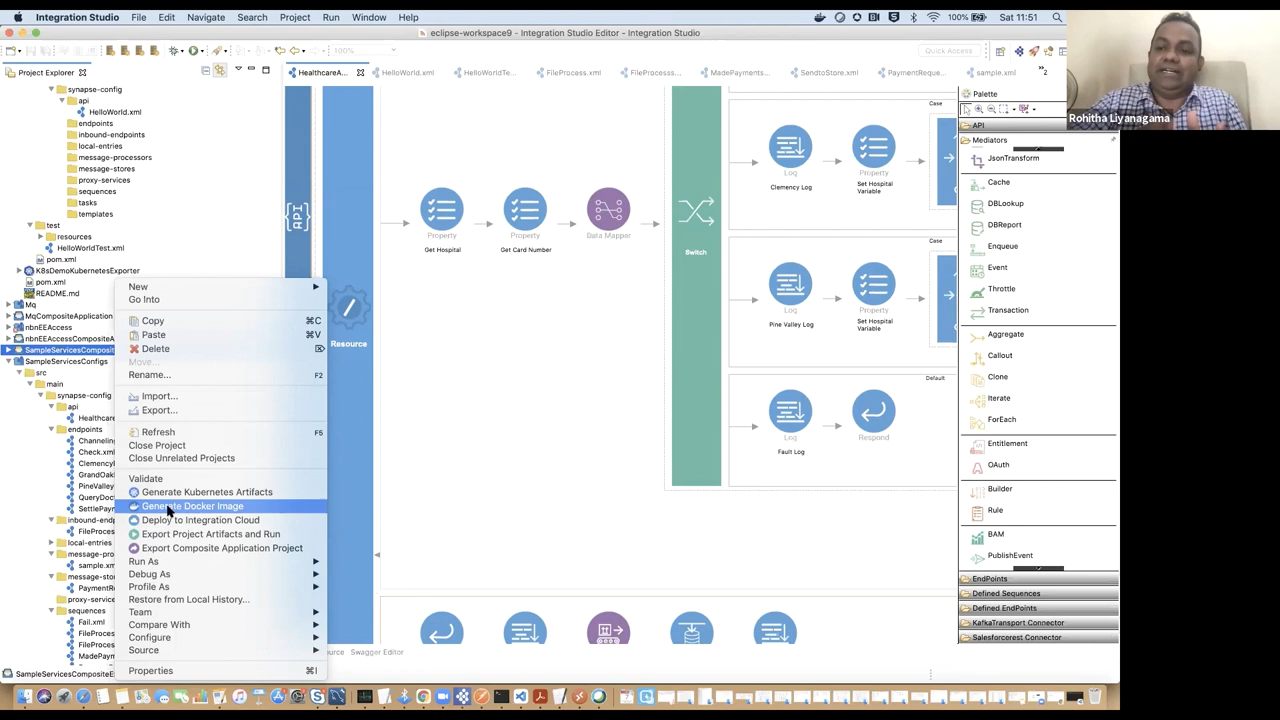 Integration Studio File Edit Navigate Search Project Run Window Help 100% Sat 11:51
eclipse-workspace9 - Integration Studio Editor - Integration Studio
100%
Quick Access
Project Explorer
HealthcareA...
HelloWorld.xml
HelloWorldTe...
FileProcess.xml
FileProcesss...
MadePayments...
SendtoStore.xml
PaymentReque...
sample.xml
2
Rohitha Liyanagama
synapse-config
api
HelloWorld.xml
endpoints
inbound-endpoints
local-entries
message-processors
message-stores
proxy-services
sequences
tasks
templates
test
resources
HelloWorldTest.xml
pom.xml
K8sDemoKubernetesExporter
pom.xml
README.md
Mq
MqCompositeApplication
nbnEEAccess
nbnEEAccessCompositeA
SampleServicesComposit
SampleServicesConfigs
src
main
synapse-config
api
Healthcare
endpoints
Channeling
Check.xml
Clemency
GrandOak
PineValley
QueryDoc
SettlePaym
inbound-end
FileProces
local-entries
message-pro
sample.xm
message-stor
PaymentR
proxy-service
sequences
Fail.xml
FileProces
FileProces
MadePaym
SampleServicesCompositeE
New
Go Into
Copy ⌘C
Paste ⌘V
Delete ⌦
Move...
Rename... F2
Import...
Export...
Refresh F5
Close Project
Close Unrelated Projects
Validate
Generate Kubernetes Artifacts
Generate Docker Image
Deploy to Integration Cloud
Export Project Artifacts and Run
Export Composite Application Project
Run As
Debug As
Profile As
Restore from Local History...
Team
Compare With
Configure
Source
Properties ⌘I
{API}
Resource
Property
Get Hospital
Property
Get Card Number
Data Mapper
Switch
Case
Log
Clemency Log
Property
Set Hospital
Variable
Case
Log
Pine Valley Log
Property
Set Hospital
Variable
Default
Log
Fault Log
Respond
Swagger Editor
Palette
API
Mediators
JsonTransform
Cache
DBLookup
DBReport
Enqueue
Event
Throttle
Transaction
Aggregate
Callout
Clone
Iterate
ForEach
Entitlement
OAuth
Builder
Rule
BAM
PublishEvent
EndPoints
Defined Sequences
Defined EndPoints
KafkaTransport Connector
Salesforcerest Connector